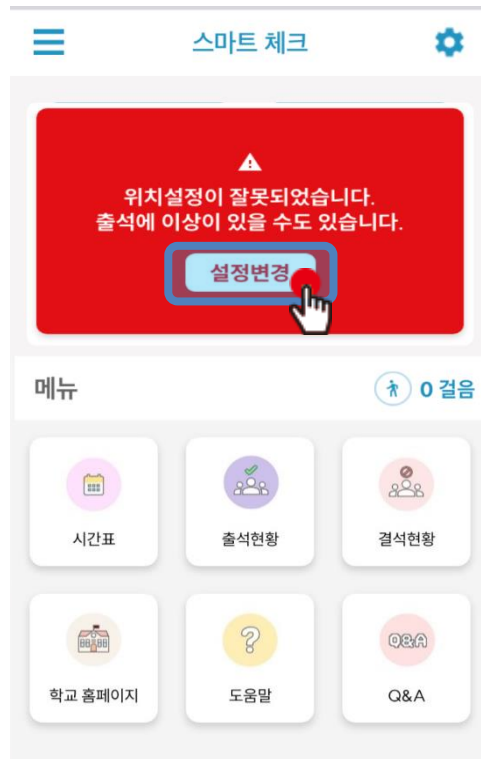 스마트 체크
위치설정이 잘못되었습니다.
출석에 이상이 있을 수도 있습니다.
설정변경
메뉴
0 걸음
시간표
출석현황
결석현황
Q&A
학교 홈페이지
도움말
Q&A